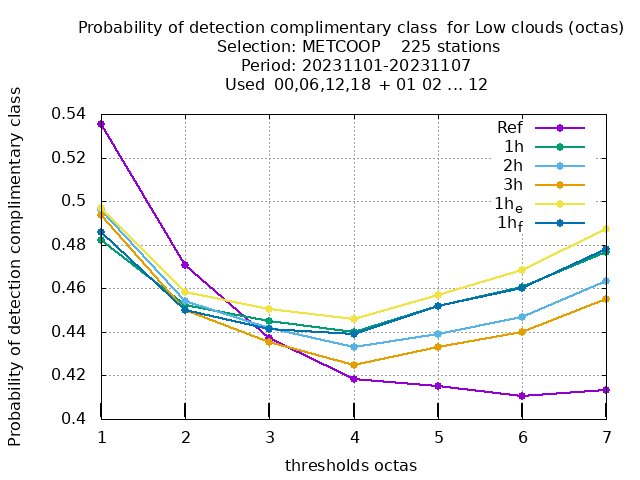 Probability of detection complimentary class  for Low clouds (octas)
Selection: METCOOP    225 stations
Period: 20231101-20231107
Used  00,06,12,18 + 01 02 ... 12
Probability of detection complimentary class
0.54
0.52
0.5
0.48
0.46
0.44
0.42
0.4
Ref
1h
2h
3h
1he
1hf
1 2 3 4 5 6 7
thresholds octas